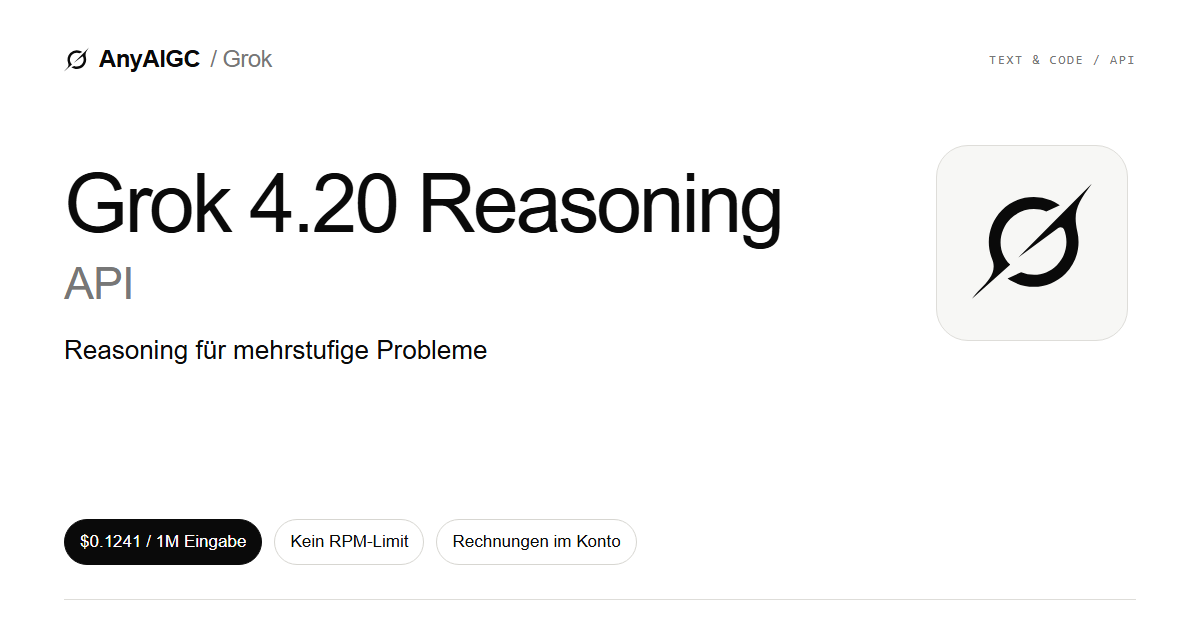 AnyAIGC / Grok
TEXT & CODE / API
Grok 4.20 Reasoning
API
Reasoning für mehrstufige Probleme
$0.1241 / 1M Eingabe
Kein RPM-Limit
Rechnungen im Konto